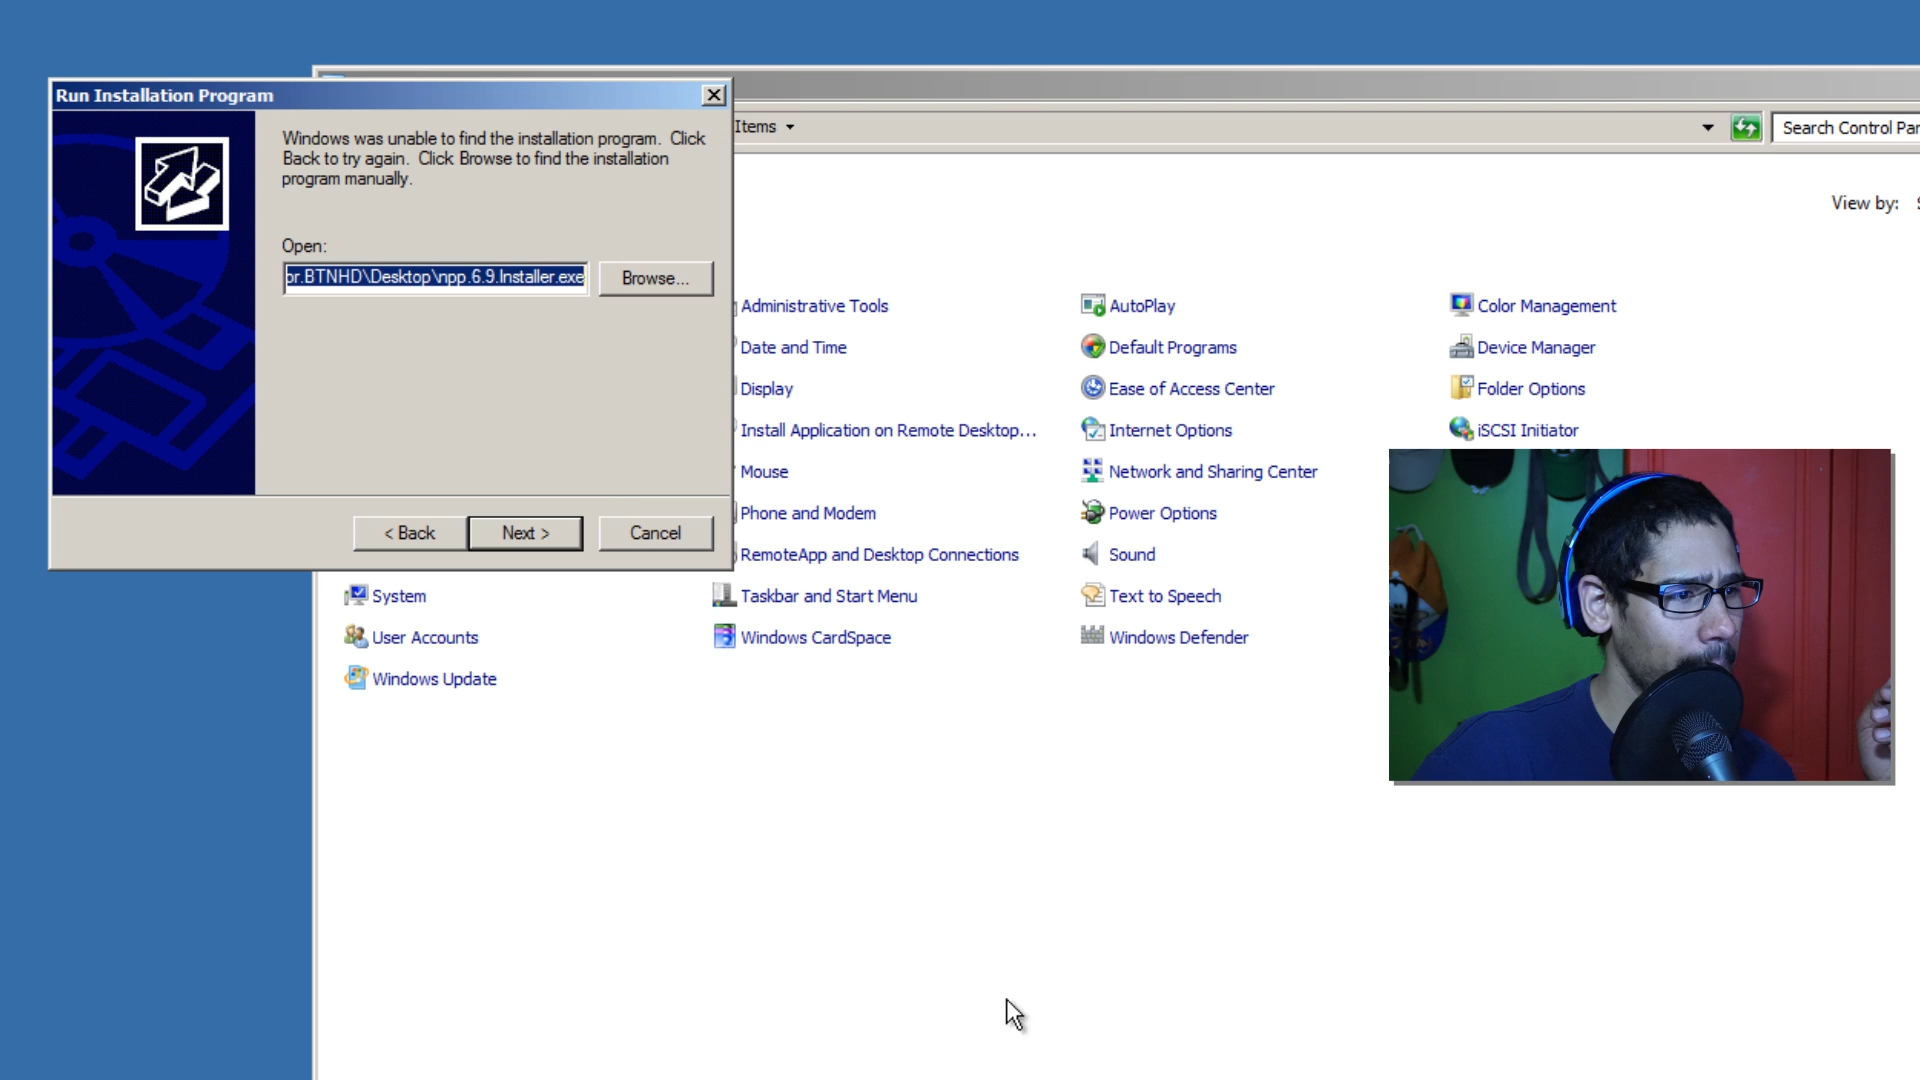 Run Installation Program
Windows was unable to find the installation program. Click
Back to try again. Click Browse to find the installation
program manually.
Open:
or.BTNHD\Desktop\npp.6.9.Installer.exe
Browse...
< Back
Next >
Cancel
Items
Search Control Par
View by:
Administrative Tools
AutoPlay
Color Management
Date and Time
Default Programs
Device Manager
Display
Ease of Access Center
Folder Options
Install Application on Remote Desktop...
Internet Options
iSCSI Initiator
Mouse
Network and Sharing Center
Phone and Modem
Power Options
RemoteApp and Desktop Connections
Sound
System
Taskbar and Start Menu
Text to Speech
User Accounts
Windows CardSpace
Windows Defender
Windows Update